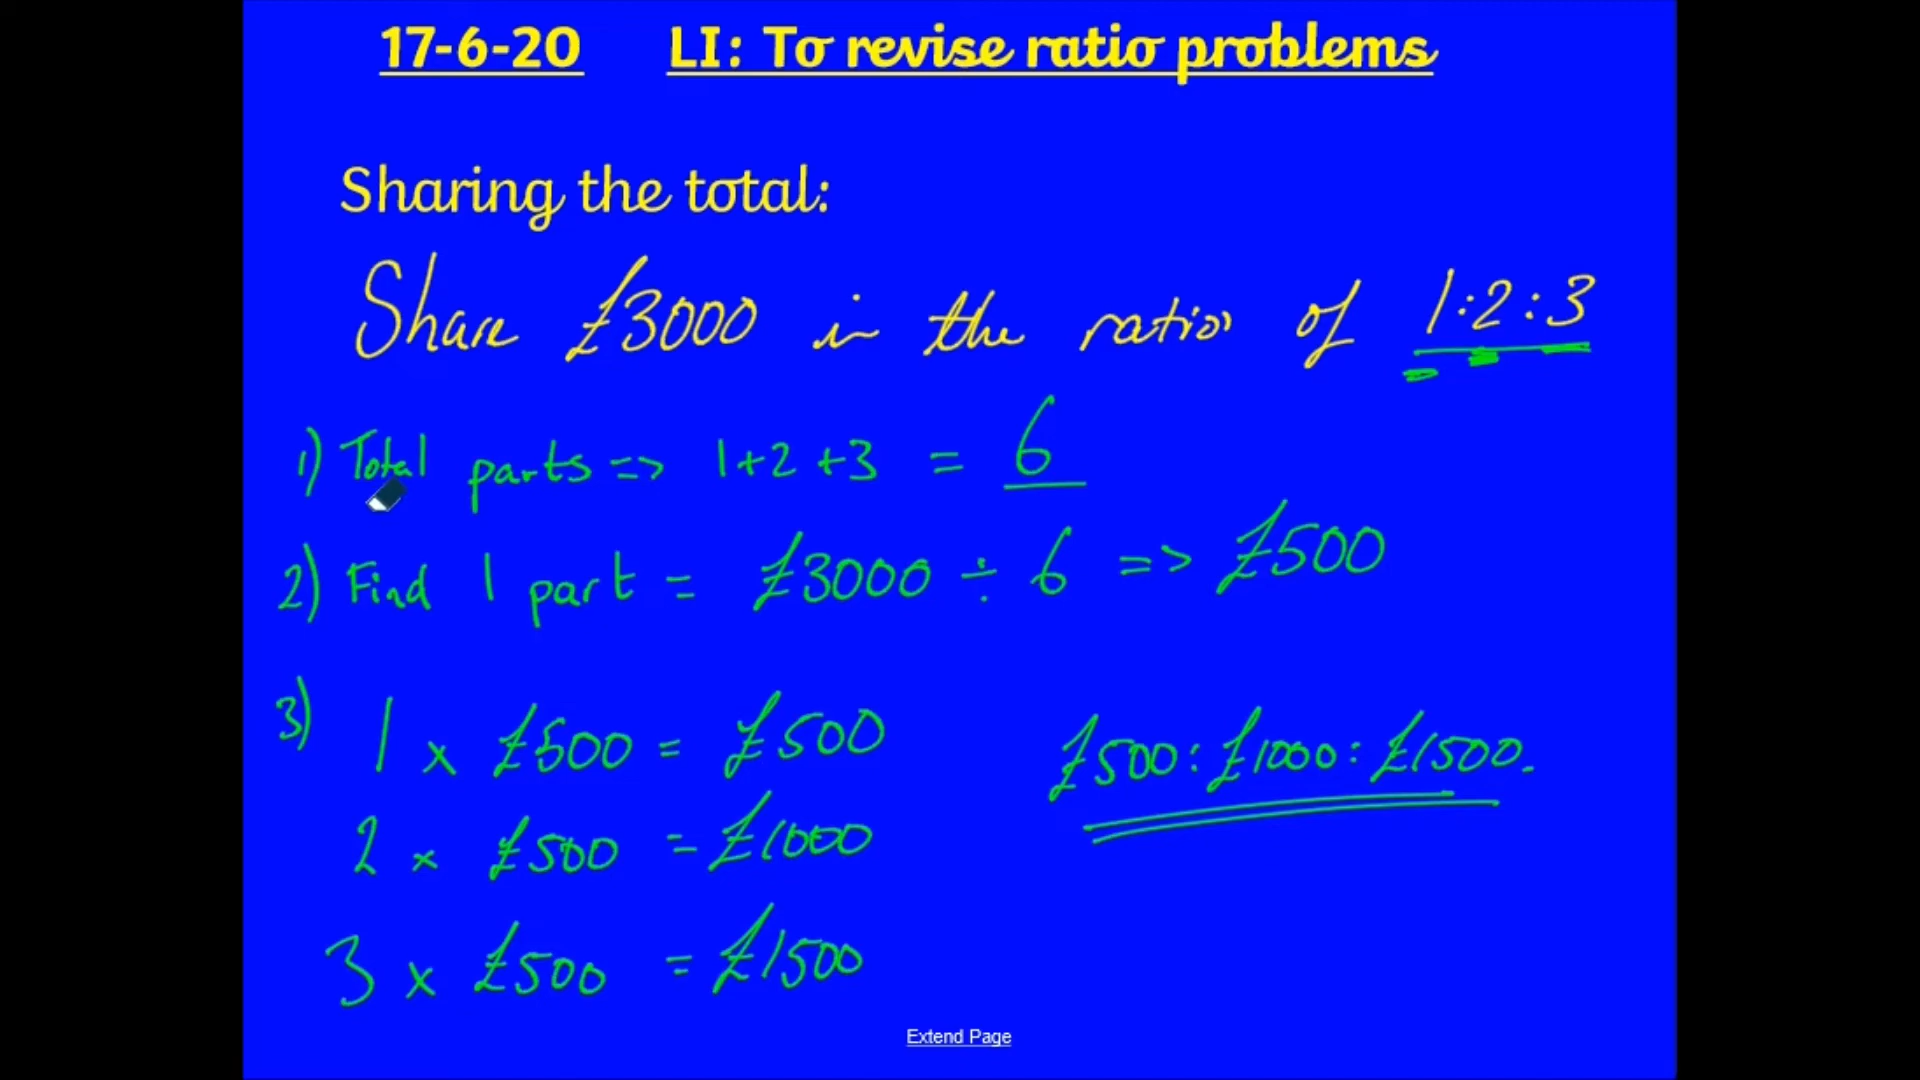 17-6-20 LI: To revise ratio problems
Sharing the total:
Share £3000 in the ratio of 1:2:3
1) Total parts => 1+2+3 = 6
2) Find 1 part = £3000 ÷ 6 => £500
3) 1 x £500 = £500
2 x £500 = £1000
3 x £500 = £1500
£500:£1000:£1500.
Extend Page